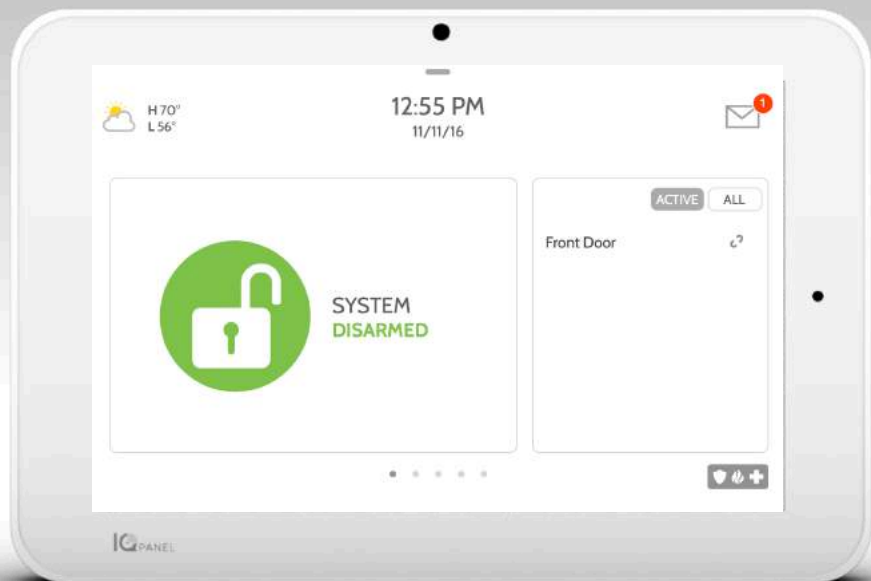 H 70°
L 56°
12:55 PM
11/11/16
1
ACTIVE
ALL
Front Door
SYSTEM
DISARMED
IQ PANEL